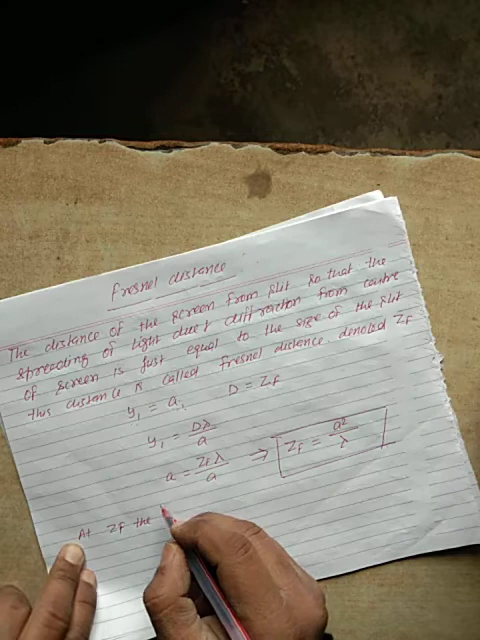 Fresnel distance
The distance of the screen from slit so that the
spreading of light due t diffraction from centre
of screen is just equal to the size of the slit
this distance is called fresnel distance. denoted ZF
y₁ = a, D = ZF
y₁ = Dλ/a
a = ZFλ/a ⇒ ZF = a²/λ
At ZF the